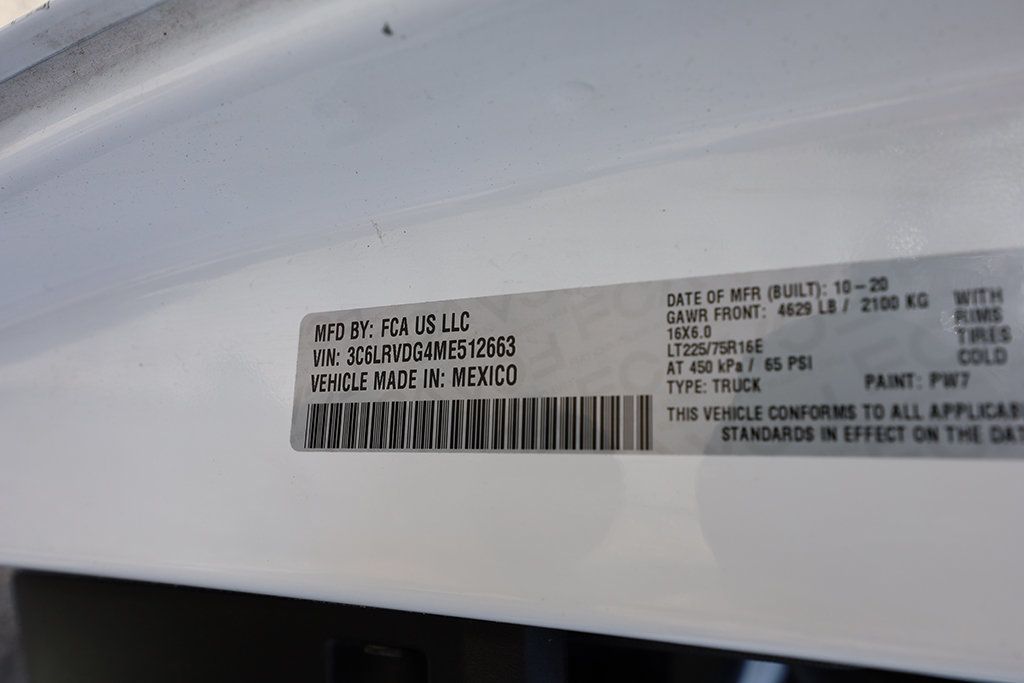 MFD BY: FCA US LLC
VIN: 3C6LRVDG4ME512663
VEHICLE MADE IN: MEXICO
DATE OF MFR (BUILT): 10-20
GAWR FRONT: 4629 LB / 2100 KG WITH
16X6.0 RIMS
LT225/75R16E TIRES
AT 450 kPa / 65 PSI COLD
TYPE: TRUCK PAINT: PW7
THIS VEHICLE CONFORMS TO ALL APPLICAB
STANDARDS IN EFFECT ON THE DAT